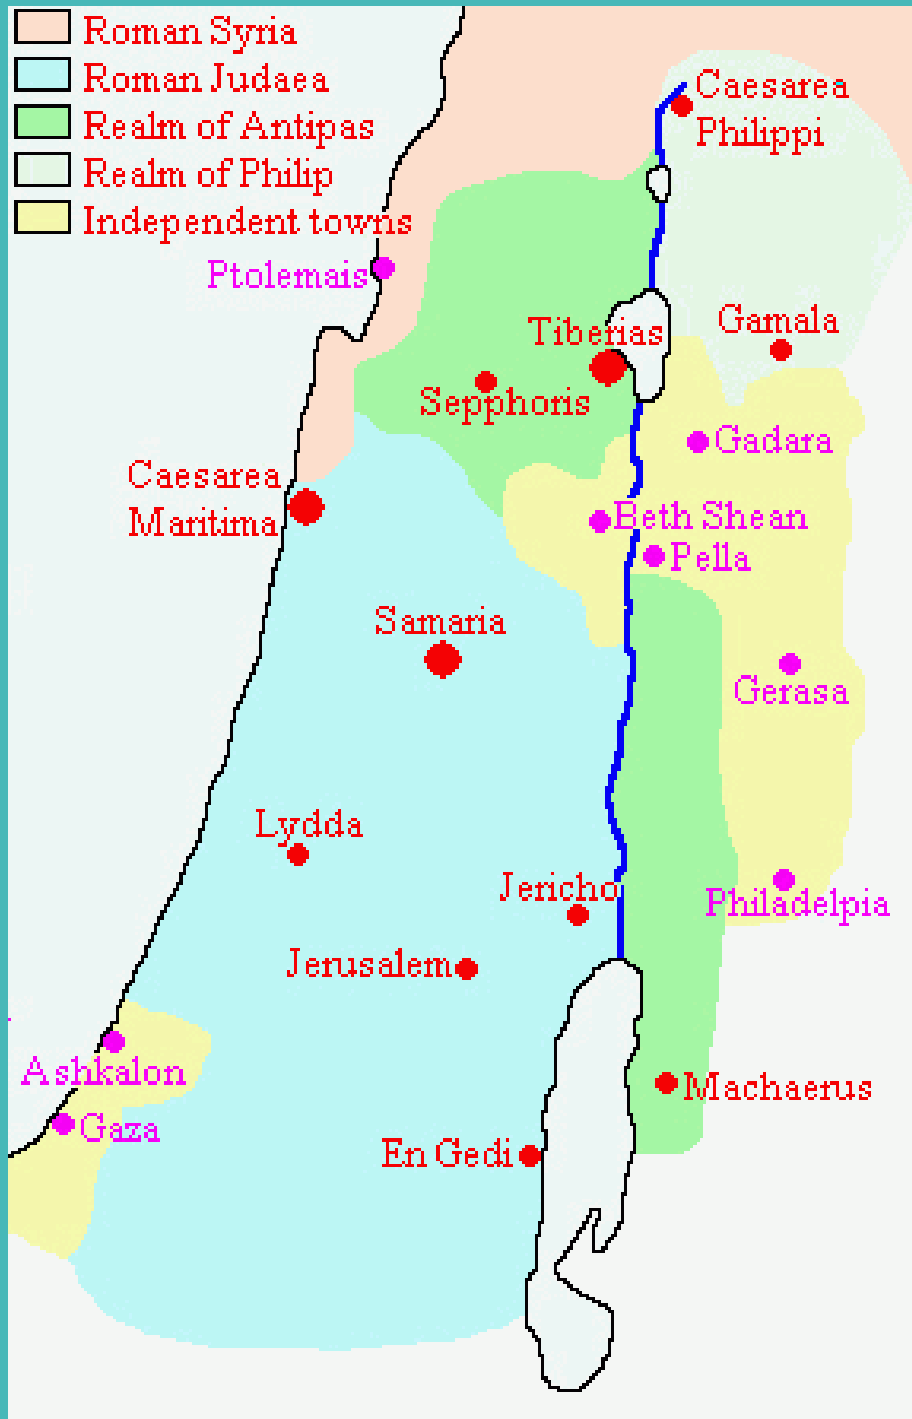 Roman Syria
Roman Judaea
Realm of Antipas
Realm of Philip
Independent towns
Caesarea
Philippi
Ptolemais
Gamala
Tiberias
Sepphoris
Gadara
Caesarea
Maritima
Beth Shean
Pella
Samaria
Gerasa
Lydda
Jericho
Philadelpia
Jerusalem
Ashkalon
Machaerus
Gaza
En Gedi